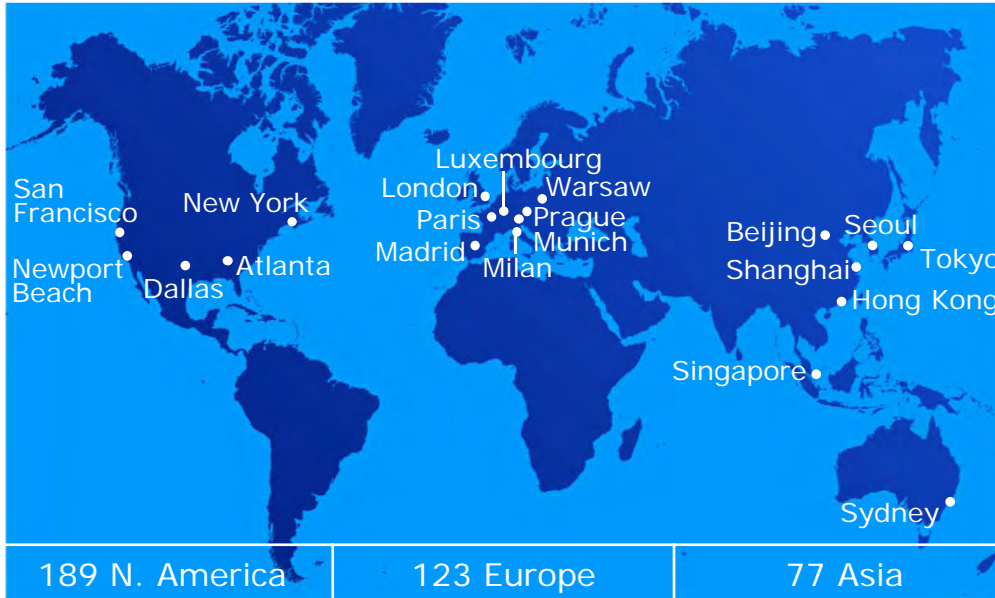 San
Francisco
New York
Newport
Beach
Dallas
Atlanta
Luxembourg
London
Warsaw
Paris
Prague
Madrid
Munich
Milan
Beijing
Seoul
Tokyo
Shanghai
Hong Kong
Singapore
Sydney
189 N. America
123 Europe
77 Asia